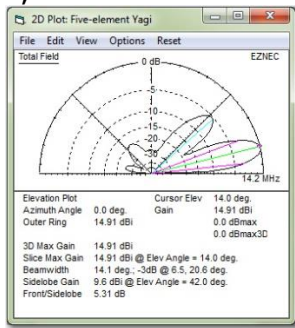 2D Plot: Five-element Yagi
File Edit View Options Reset
Total Field
0 dB
EZNEC
-5
-10
-15
-20
-30
14.2 MHz
Elevation Plot
Azimuth Angle 0.0 deg.
Outer Ring 14.91 dBi
Cursor Elev 14.0 deg.
Gain 14.91 dBi
0.0 dBmax
0.0 dBmax3D
3D Max Gain 14.91 dBi
Slice Max Gain 14.91 dBi @ Elev Angle = 14.0 deg.
Beamwidth 14.1 deg.; -3dB @ 6.5, 20.6 deg.
Sidelobe Gain 9.6 dBi @ Elev Angle = 42.0 deg.
Front/Sidelobe 5.31 dB